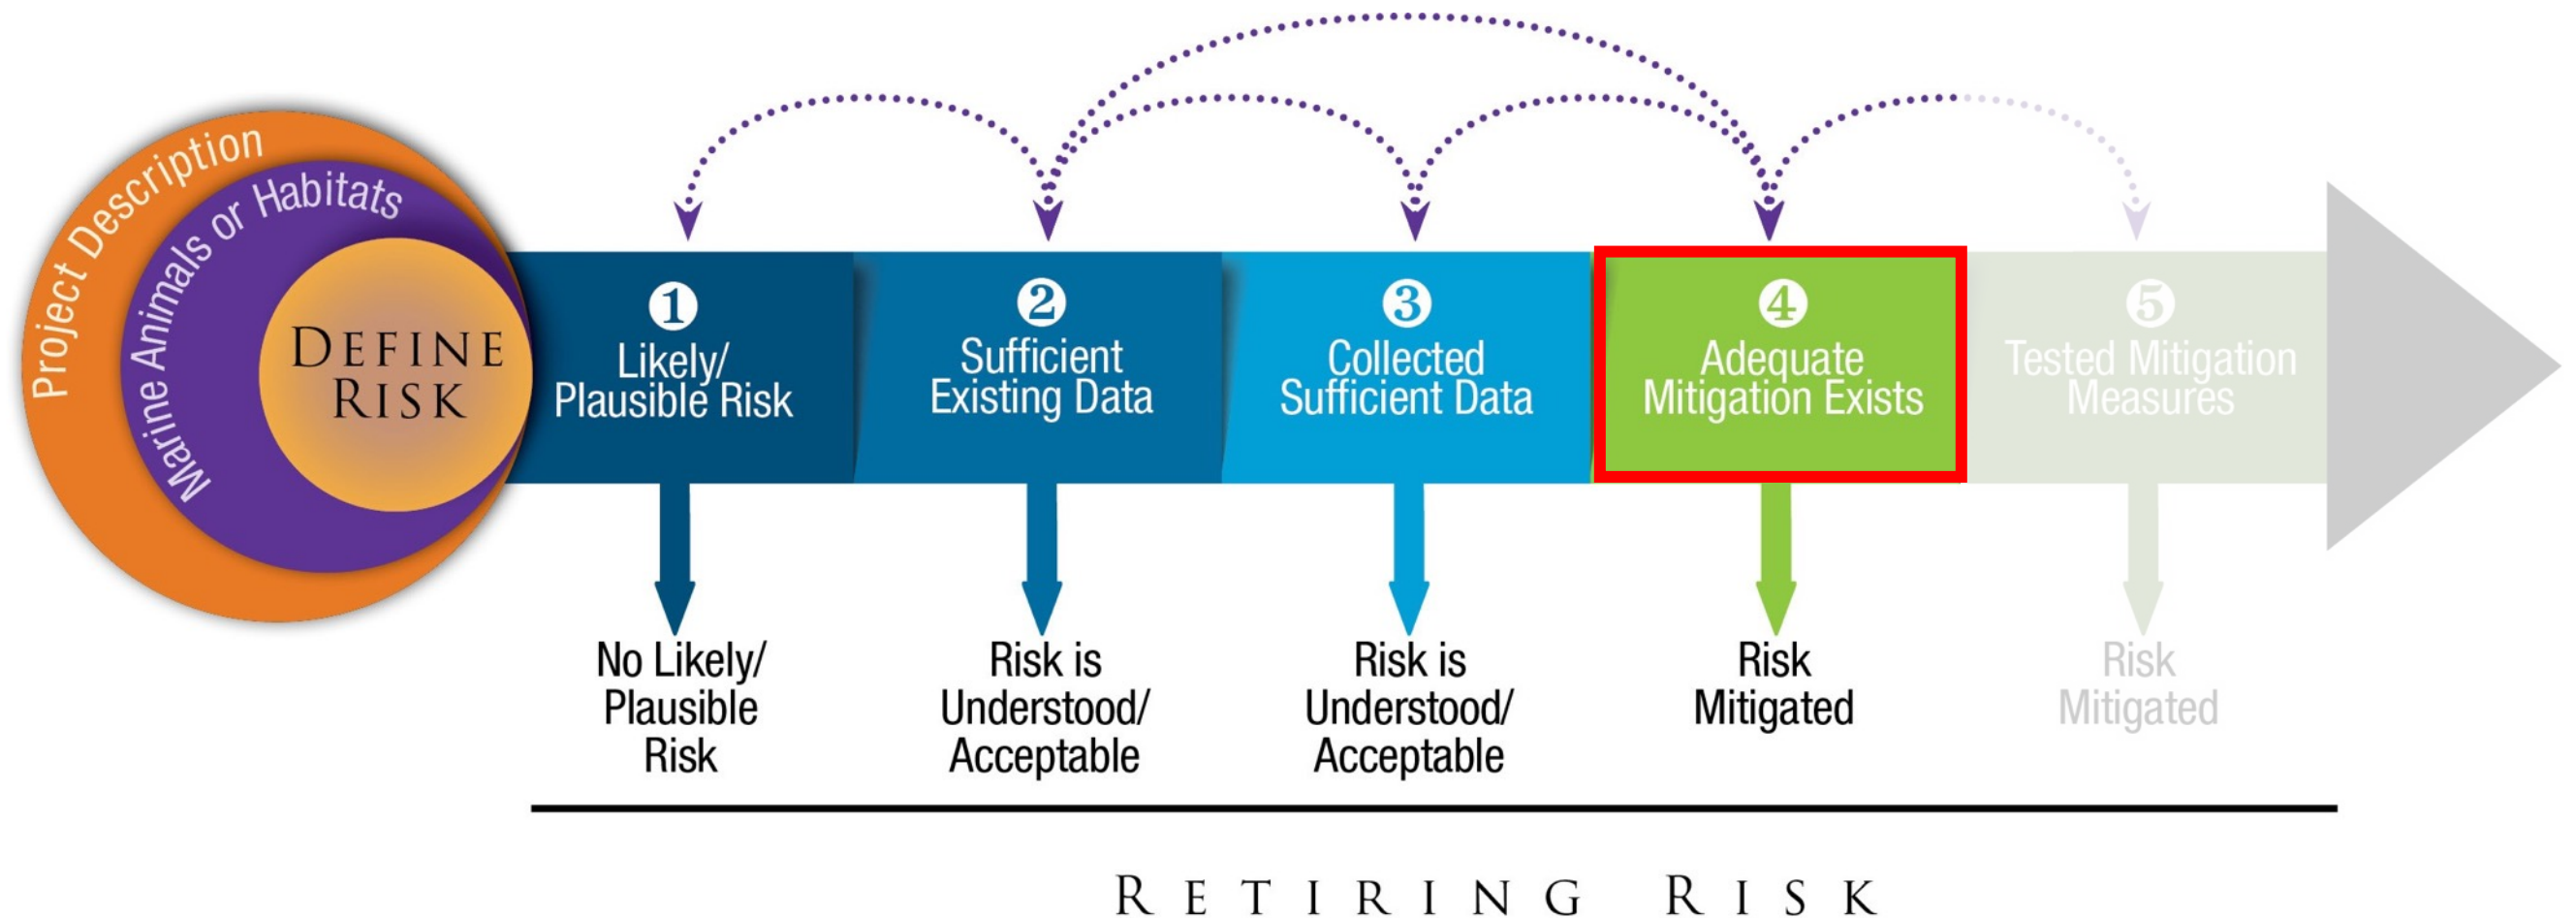 Project Description
Marine Animals or Habitats
DEFINE
RISK
1
Likely/
Plausible Risk
2
Sufficient
Existing Data
3
Collected
Sufficient Data
4
Adequate
Mitigation Exists
5
Tested Mitigation
Measures
No Likely/
Plausible
Risk
Risk is
Understood/
Acceptable
Risk is
Understood/
Acceptable
Risk
Mitigated
Risk
Mitigated
RETIRING RISK